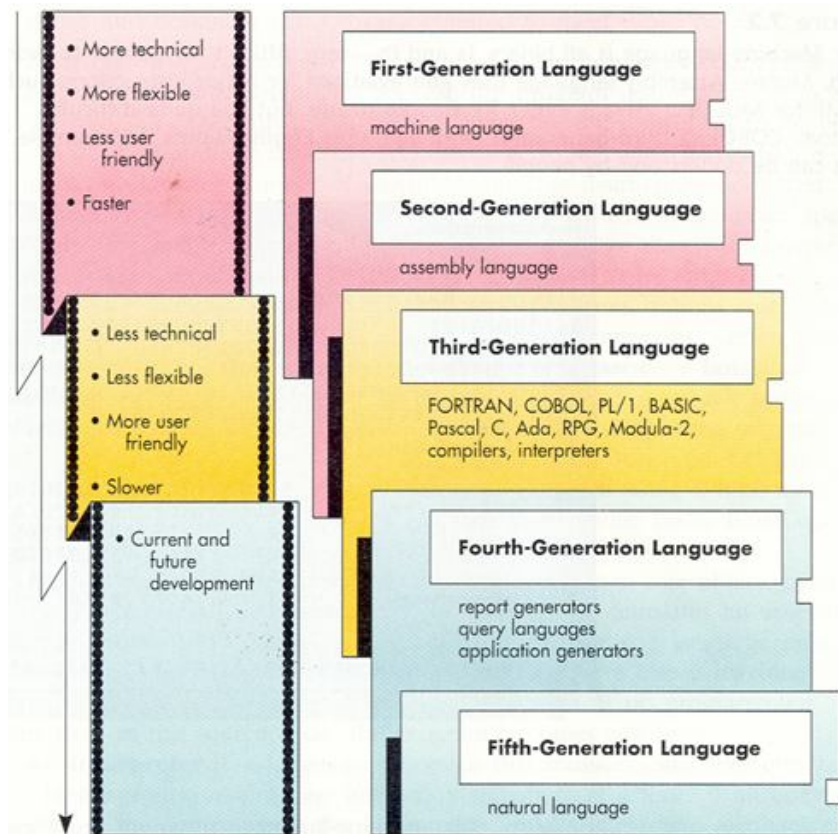 • More technical
• More flexible
• Less user
friendly
• Faster
• Less technical
• Less flexible
• More user
friendly
• Slower
• Current and
future
development
First-Generation Language
machine language
Second-Generation Language
assembly language
Third-Generation Language
FORTRAN, COBOL, PL/1, BASIC,
Pascal, C, Ada, RPG, Modula-2,
compilers, interpreters
Fourth-Generation Language
report generators
query languages
application generators
Fifth-Generation Language
natural language